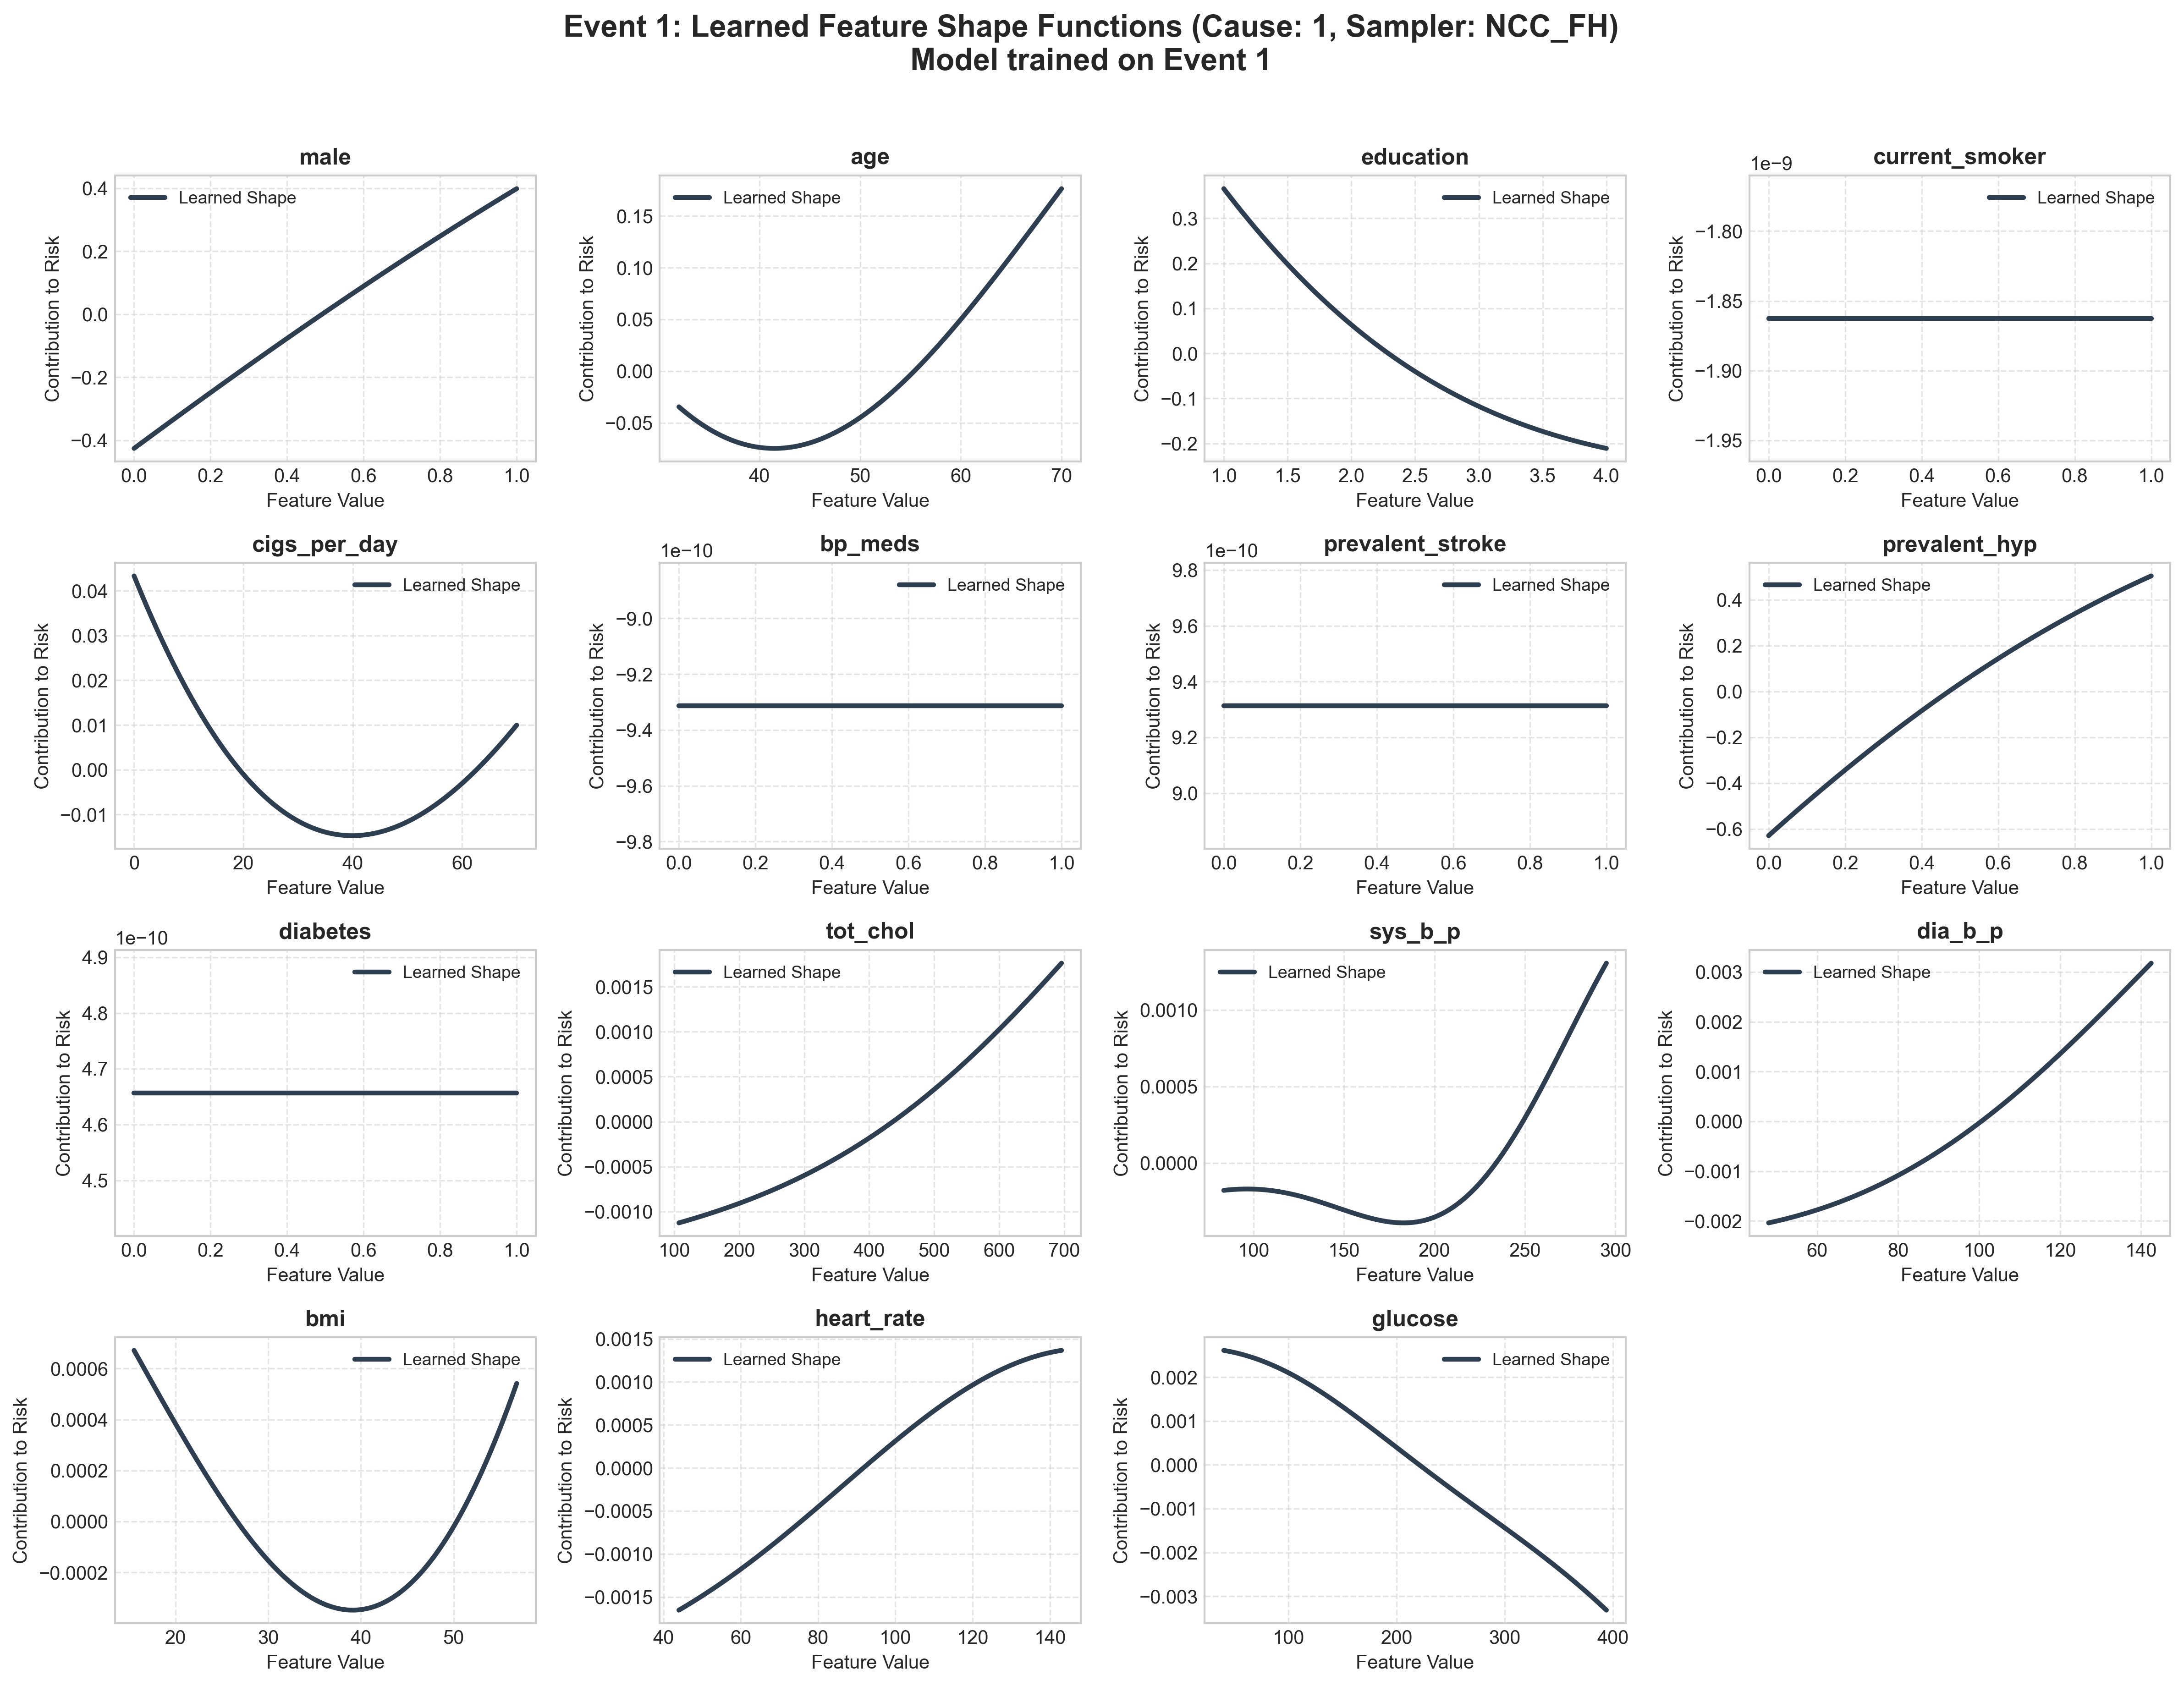 Event 1: Learned Feature Shape Functions (Cause: 1, Sampler: NCC_FH)
Model trained on Event 1
male
Learned Shape
Contribution to Risk
0.4
0.2
0.0
−0.2
−0.4
0.0 0.2 0.4 0.6 0.8 1.0
Feature Value
age
Learned Shape
Contribution to Risk
0.15
0.10
0.05
0.00
−0.05
40 50 60 70
Feature Value
education
Learned Shape
Contribution to Risk
0.3
0.2
0.1
0.0
−0.1
−0.2
1.0 1.5 2.0 2.5 3.0 3.5 4.0
Feature Value
1e−9
current_smoker
Learned Shape
Contribution to Risk
−1.80
−1.85
−1.90
−1.95
0.0 0.2 0.4 0.6 0.8 1.0
Feature Value
cigs_per_day
Learned Shape
Contribution to Risk
0.04
0.03
0.02
0.01
0.00
−0.01
0 20 40 60
Feature Value
1e−10
bp_meds
Learned Shape
Contribution to Risk
−9.0
−9.2
−9.4
−9.6
−9.8
0.0 0.2 0.4 0.6 0.8 1.0
Feature Value
1e−10
prevalent_stroke
Learned Shape
Contribution to Risk
9.8
9.6
9.4
9.2
9.0
0.0 0.2 0.4 0.6 0.8 1.0
Feature Value
prevalent_hyp
Learned Shape
Contribution to Risk
0.4
0.2
0.0
−0.2
−0.4
−0.6
0.0 0.2 0.4 0.6 0.8 1.0
Feature Value
1e−10
diabetes
Learned Shape
Contribution to Risk
4.9
4.8
4.7
4.6
4.5
0.0 0.2 0.4 0.6 0.8 1.0
Feature Value
tot_chol
Learned Shape
Contribution to Risk
0.0015
0.0010
0.0005
0.0000
−0.0005
−0.0010
100 200 300 400 500 600 700
Feature Value
sys_b_p
Learned Shape
Contribution to Risk
0.0010
0.0005
0.0000
100 150 200 250 300
Feature Value
dia_b_p
Learned Shape
Contribution to Risk
0.003
0.002
0.001
0.000
−0.001
−0.002
60 80 100 120 140
Feature Value
bmi
Learned Shape
Contribution to Risk
0.0006
0.0004
0.0002
0.0000
−0.0002
20 30 40 50
Feature Value
heart_rate
Learned Shape
Contribution to Risk
0.0015
0.0010
0.0005
0.0000
−0.0005
−0.0010
−0.0015
40 60 80 100 120 140
Feature Value
glucose
Learned Shape
Contribution to Risk
0.002
0.001
0.000
−0.001
−0.002
−0.003
100 200 300 400
Feature Value